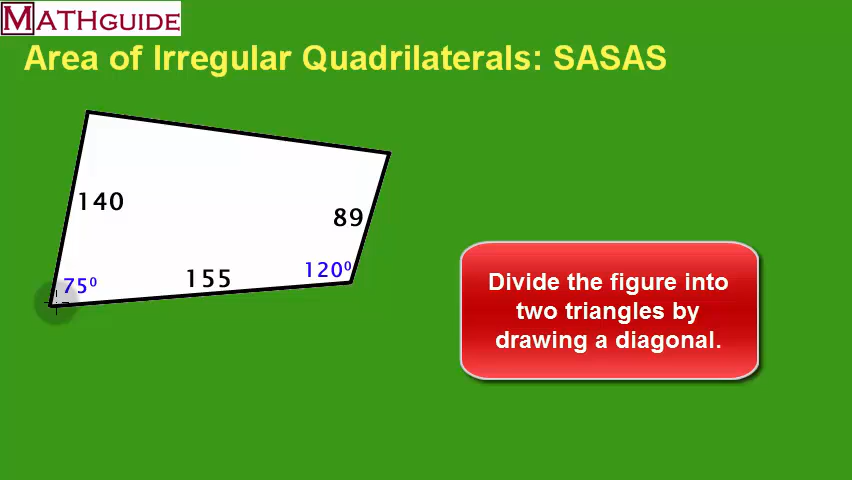 MATHGUIDE
Area of Irregular Quadrilaterals: SASAS
140
89
75⁰
155
120⁰
Divide the figure into
two triangles by
drawing a diagonal.